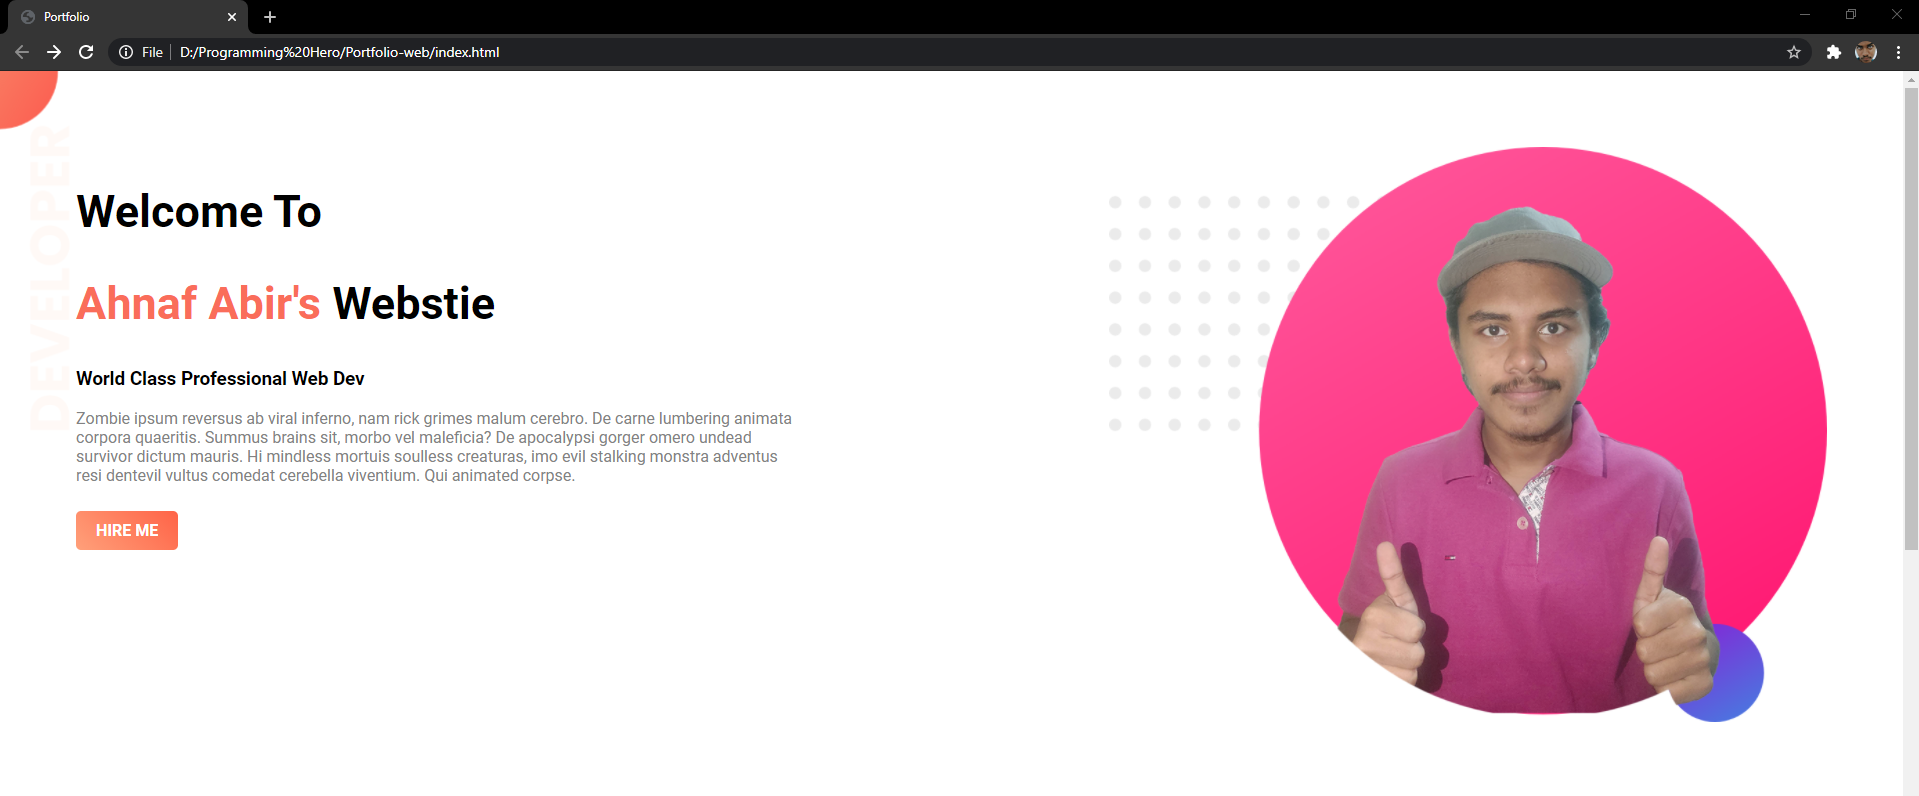 Portfolio
File
D:/Programming%20Hero/Portfolio-web/index.html
DEVELOPER
Welcome To
Ahnaf Abir's Webstie
World Class Professional Web Dev
Zombie ipsum reversus ab viral inferno, nam rick grimes malum cerebro. De carne lumbering animata
corpora quaeritis. Summus brains sit, morbo vel maleficia? De apocalypsi gorger omero undead
survivor dictum mauris. Hi mindless mortuis soulless creaturas, imo evil stalking monstra adventus
resi dentevil vultus comedat cerebella viventium. Qui animated corpse.
HIRE ME